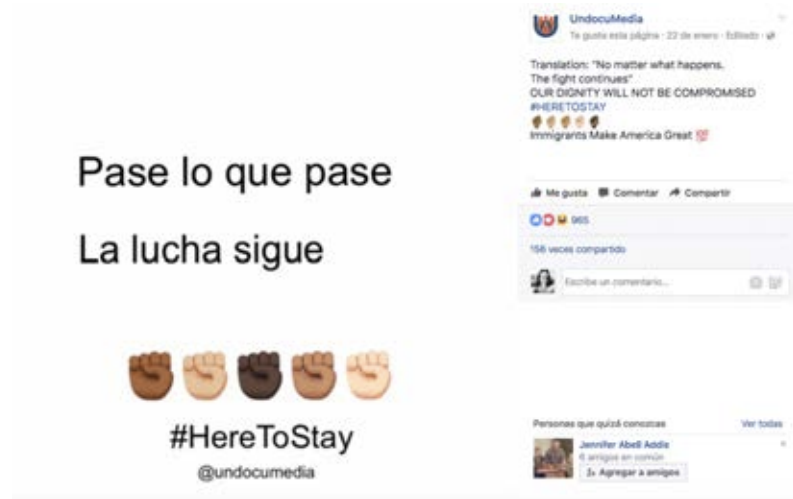 Pase lo que pase
La lucha sigue
#HereToStay
@undocumedia
UndocuMedia
Te gusta esta página · 22 de enero · Editado ·
Translation: "No matter what happens.
The fight continues"
OUR DIGNITY WILL NOT BE COMPROMISED
#HERETOSTAY
Immigrants Make America Great 💯
Me gusta Comentar Compartir
965
156 veces compartido
Escribe un comentario...
Personas que quizá conozcas Ver todas
Jennifer Abell Addis
6 amigos en común
Agregar a amigos